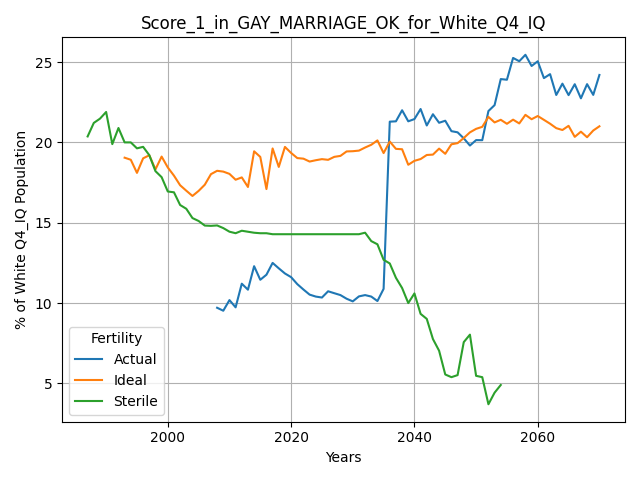 Score_1_in_GAY_MARRIAGE_OK_for_White_Q4_IQ
% of White Q4_IQ Population
25
20
15
10
5
Fertility
Actual
Ideal
Sterile
2000 2020 2040 2060
Years